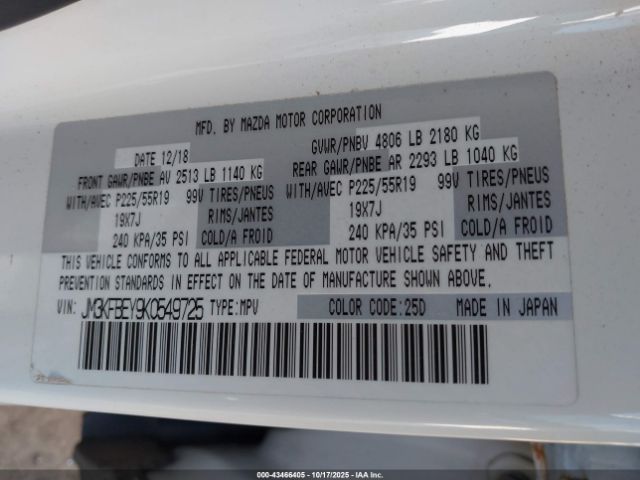 MFD. BY MAZDA MOTOR CORPORATION
DATE 12/18 GVWR/PNBV 4806 LB 2180 KG
FRONT GAWR/PNBE AV 2513 LB 1140 KG REAR GAWR/PNBE AR 2293 LB 1040 KG
WITH/AVEC P225/55R19 99V TIRES/PNEUS WITH/AVEC P225/55R19 99V TIRES/PNEUS
19X7J RIMS/JANTES 19X7J RIMS/JANTES
240 KPA/35 PSI COLD/A FROID 240 KPA/35 PSI COLD/A FROID
THIS VEHICLE CONFORMS TO ALL APPLICABLE FEDERAL MOTOR VEHICLE SAFETY AND THEFT
PREVENTION STANDARDS IN EFFECT ON THE DATE OF MANUFACTURE SHOWN ABOVE.
VIN: JM3KFBEY9K0549725 TYPE:MPV COLOR CODE:25D MADE IN JAPAN
000-43466405 - 10/17/2025 - IAAI.COM